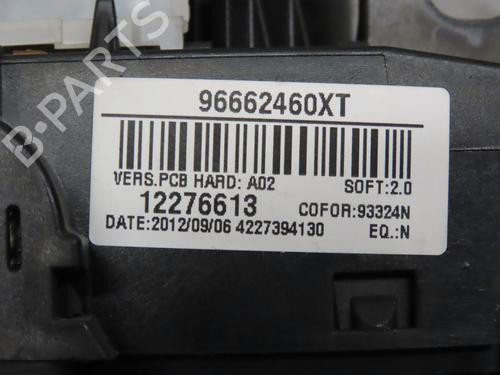 96662460XT
VERS.PCB HARD: A02 SOFT:2.0
12276613 COFOR:93324N
DATE:2012/09/06 4227394130 EQ.:N
B-PARTS